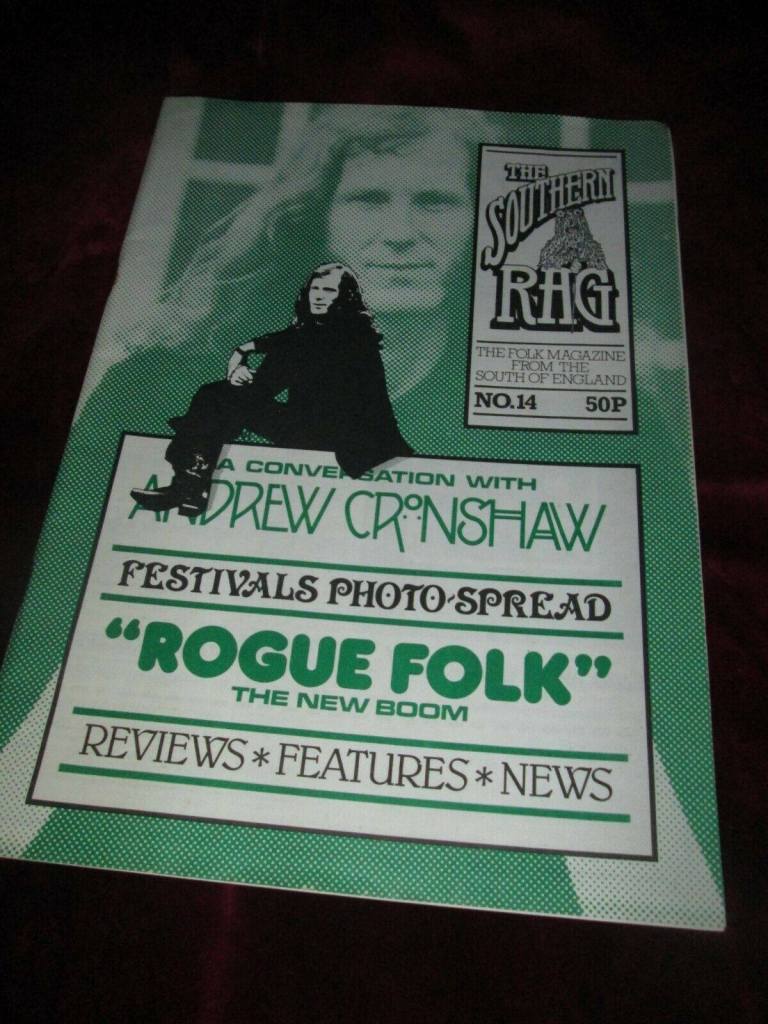 THE
SOUTHERN
RAG
THE FOLK MAGAZINE
FROM THE
SOUTH OF ENGLAND
NO.14 50P
A CONVERSATION WITH
ANDREW CRONSHAW
FESTIVALS PHOTO-SPREAD
"ROGUE FOLK"
THE NEW BOOM
REVIEWS * FEATURES * NEWS